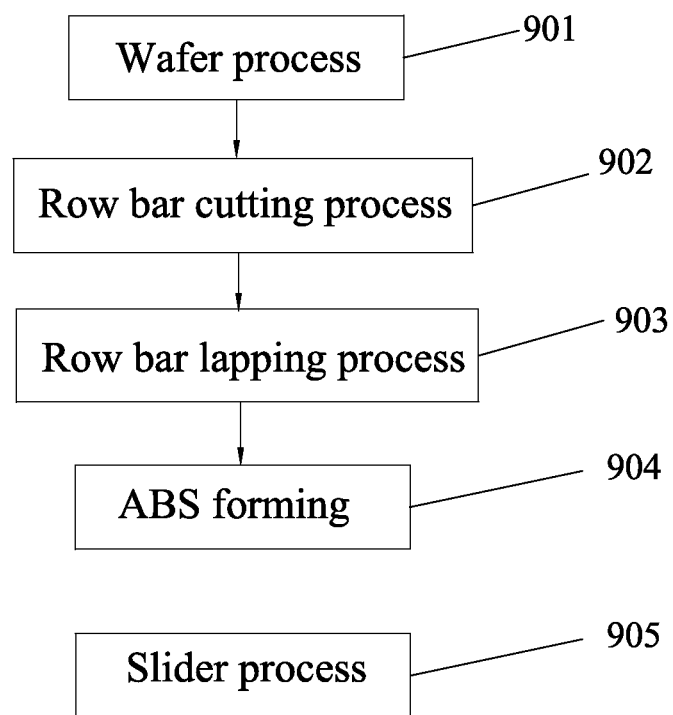 Wafer process
901
Row bar cutting process
902
Row bar lapping process
903
ABS forming
904
Slider process
905